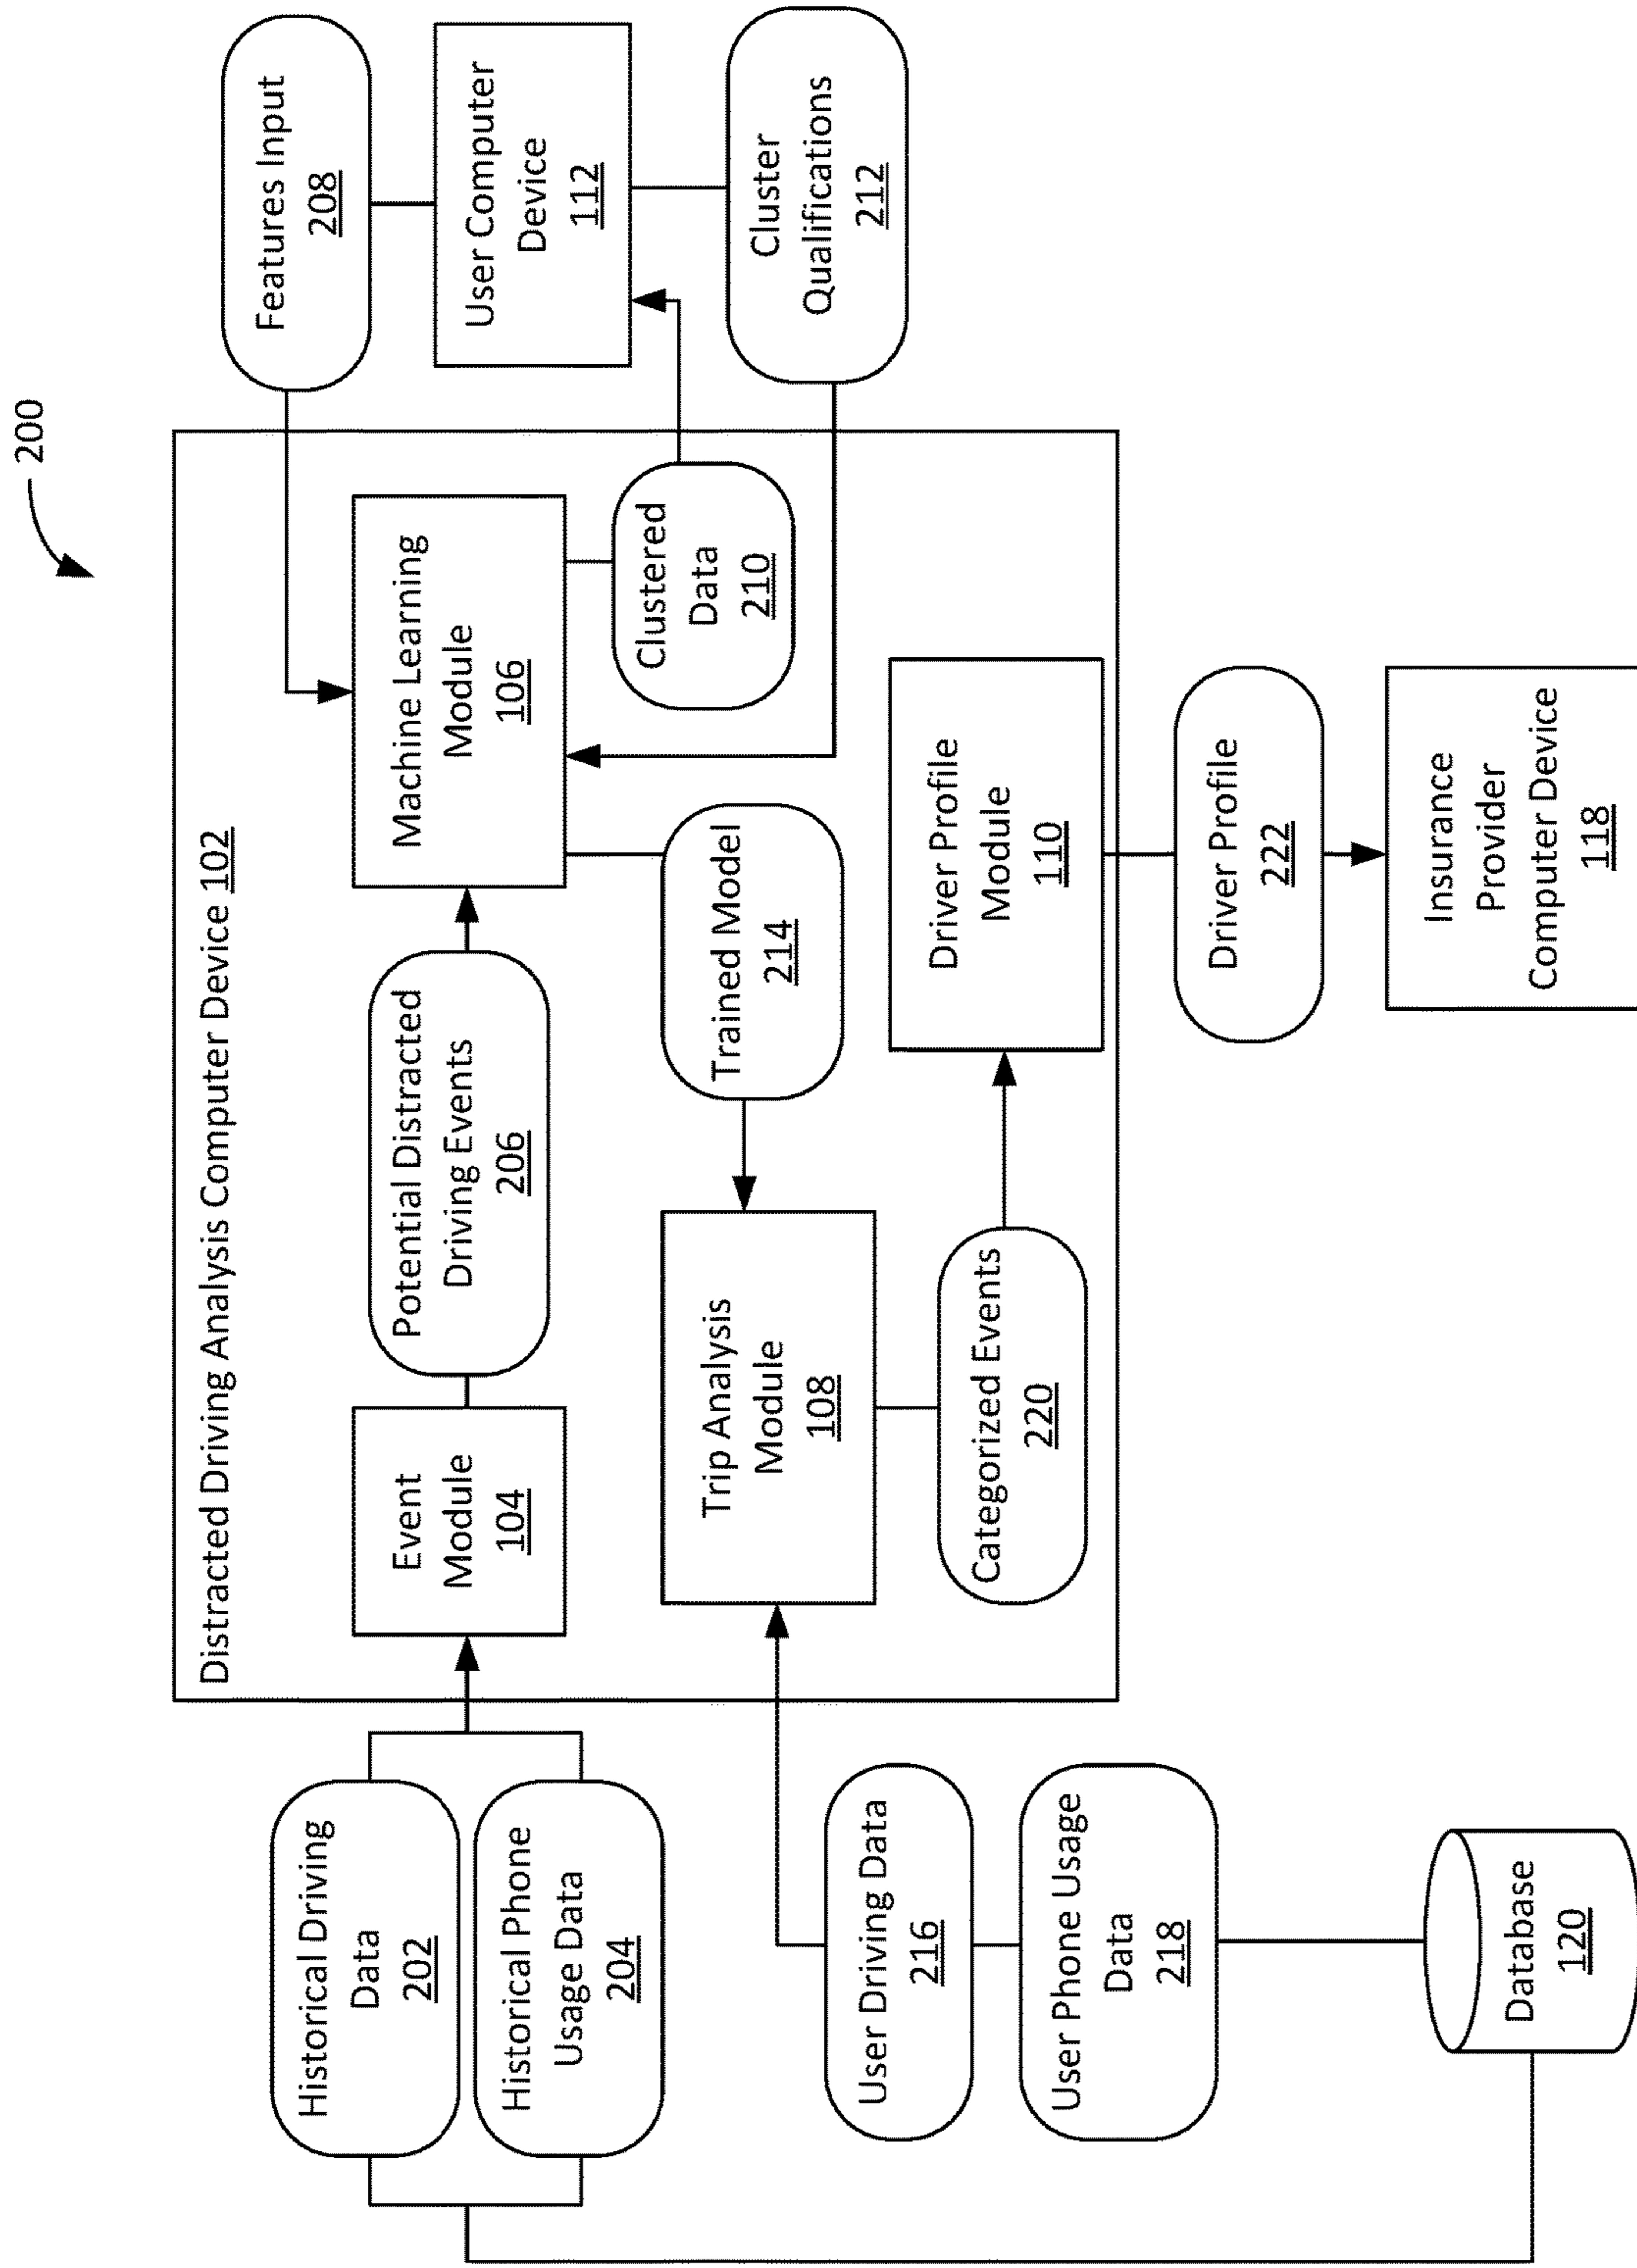 200
Distracted Driving Analysis Computer Device 102
Historical Driving
Data
202
Historical Phone
Usage Data
204
Event
Module
104
Potential Distracted
Driving Events
206
Machine Learning
Module
106
Features Input
208
User Computer
Device
112
Clustered
Data
210
Cluster
Qualifications
212
Trained Model
214
User Driving Data
216
User Phone Usage
Data
218
Trip Analysis
Module
108
Categorized Events
220
Driver Profile
Module
110
Driver Profile
222
Database
120
Insurance
Provider
Computer Device
118